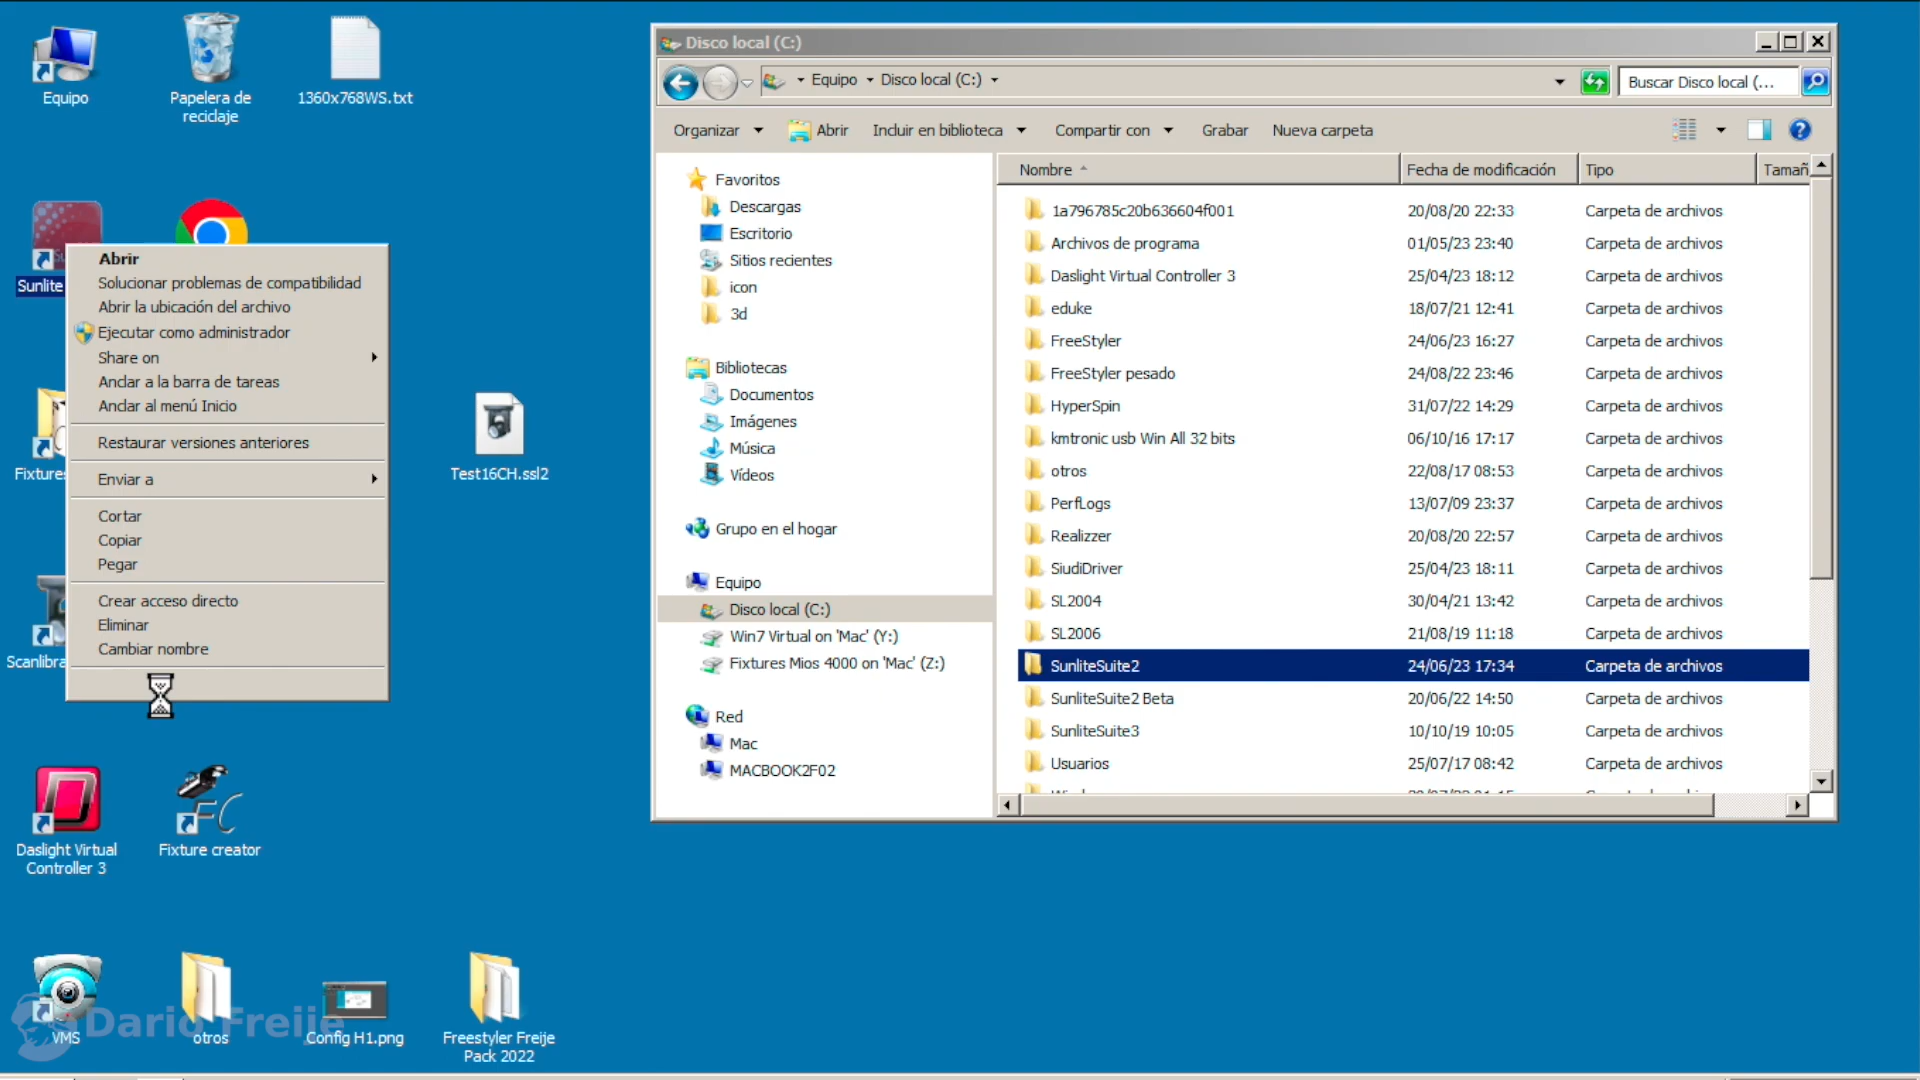 Equipo
Papelera de
reciclaje
1360x768WS.txt
Sunlite
Abrir
Solucionar problemas de compatibilidad
Abrir la ubicación del archivo
Ejecutar como administrador
Share on
Anclar a la barra de tareas
Anclar al menú Inicio
Restaurar versiones anteriores
Enviar a
Cortar
Copiar
Pegar
Crear acceso directo
Eliminar
Cambiar nombre
Fixtures
Test16CH.ssl2
Scanlibra
Daslight Virtual
Controller 3
FC
Fixture creator
Dario Freije
VMS
otros
Config H1.png
Freestyler Freije
Pack 2022
Disco local (C:)
Equipo
Disco local (C:)
Buscar Disco local (...
Organizar
Abrir
Incluir en biblioteca
Compartir con
Grabar
Nueva carpeta
Favoritos
Descargas
Escritorio
Sitios recientes
icon
3d
Bibliotecas
Documentos
Imágenes
Música
Vídeos
Grupo en el hogar
Equipo
Disco local (C:)
Win7 Virtual on 'Mac' (Y:)
Fixtures Mios 4000 on 'Mac' (Z:)
Red
Mac
MACBOOK2F02
Nombre Fecha de modificación Tipo Tamañ
1a796785c20b636604f001 20/08/20 22:33 Carpeta de archivos
Archivos de programa 01/05/23 23:40 Carpeta de archivos
Daslight Virtual Controller 3 25/04/23 18:12 Carpeta de archivos
eduke 18/07/21 12:41 Carpeta de archivos
FreeStyler 24/06/23 16:27 Carpeta de archivos
FreeStyler pesado 24/08/22 23:46 Carpeta de archivos
HyperSpin 31/07/22 14:29 Carpeta de archivos
kmtronic usb Win All 32 bits 06/10/16 17:17 Carpeta de archivos
otros 22/08/17 08:53 Carpeta de archivos
PerfLogs 13/07/09 23:37 Carpeta de archivos
Realizzer 20/08/20 22:57 Carpeta de archivos
SiudiDriver 25/04/23 18:11 Carpeta de archivos
SL2004 30/04/21 13:42 Carpeta de archivos
SL2006 21/08/19 11:18 Carpeta de archivos
SunliteSuite2 24/06/23 17:34 Carpeta de archivos
SunliteSuite2 Beta 20/06/22 14:50 Carpeta de archivos
SunliteSuite3 10/10/19 10:05 Carpeta de archivos
Usuarios 25/07/17 08:42 Carpeta de archivos